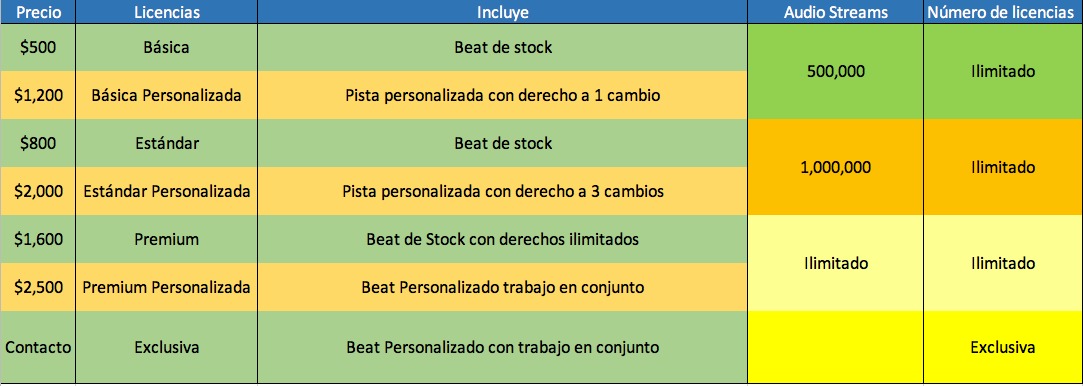 Precio Licencias Incluye Audio Streams Número de licencias
$500 Básica Beat de stock
500,000 Ilimitado
$1,200 Básica Personalizada Pista personalizada con derecho a 1 cambio
$800 Estándar Beat de stock
1,000,000 Ilimitado
$2,000 Estándar Personalizada Pista personalizada con derecho a 3 cambios
$1,600 Premium Beat de Stock con derechos ilimitados
Ilimitado Ilimitado
$2,500 Premium Personalizada Beat Personalizado trabajo en conjunto
Contacto Exclusiva Beat Personalizado con trabajo en conjunto Exclusiva